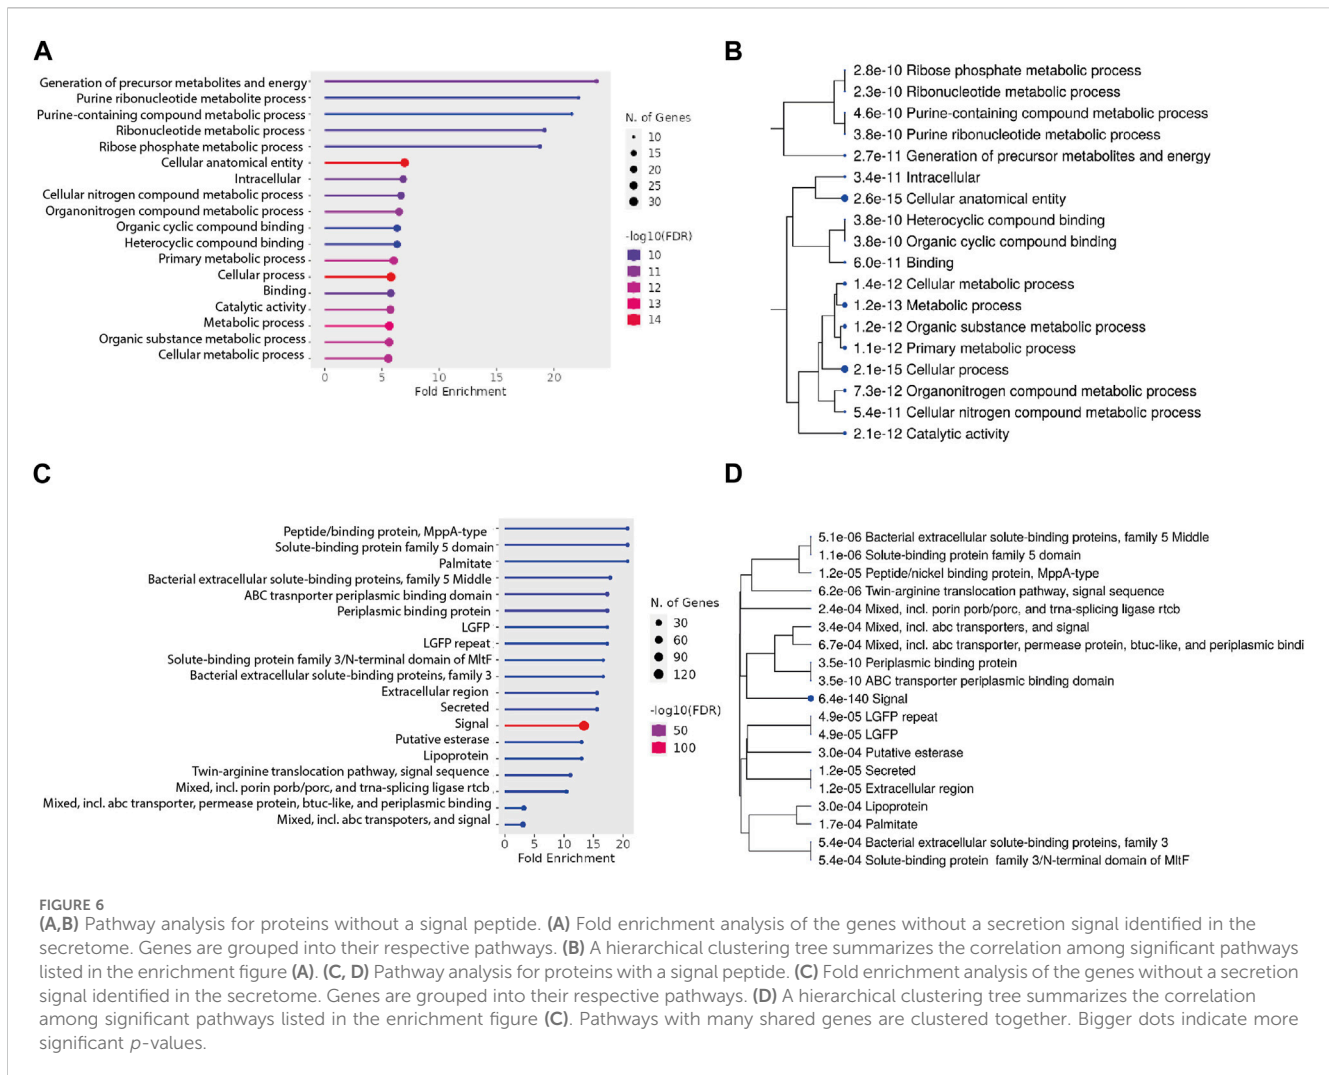 A
Generation of precursor metabolites and energy
Purine ribonucleotide metabolite process
Purine-containing compound metabolic process
Ribonucleotide metabolic process
Ribose phosphate metabolic process
Cellular anatomical entity
Intracellular
Cellular nitrogen compound metabolic process
Organonitrogen compound metabolic process
Organic cyclic compound binding
Heterocyclic compound binding
Primary metabolic process
Cellular process
Binding
Catalytic activity
Metabolic process
Organic substance metabolic process
Cellular metabolic process
0 5 10 15 20
Fold Enrichment
N. of Genes
10
15
20
25
30
-log10(FDR)
10
11
12
13
14
B
2.8e-10 Ribose phosphate metabolic process
2.3e-10 Ribonucleotide metabolic process
4.6e-10 Purine-containing compound metabolic process
3.8e-10 Purine ribonucleotide metabolic process
2.7e-11 Generation of precursor metabolites and energy
3.4e-11 Intracellular
2.6e-15 Cellular anatomical entity
3.8e-10 Heterocyclic compound binding
3.8e-10 Organic cyclic compound binding
6.0e-11 Binding
1.4e-12 Cellular metabolic process
1.2e-13 Metabolic process
1.2e-12 Organic substance metabolic process
1.1e-12 Primary metabolic process
2.1e-15 Cellular process
7.3e-12 Organonitrogen compound metabolic process
5.4e-11 Cellular nitrogen compound metabolic process
2.1e-12 Catalytic activity
C
Peptide/binding protein, MppA-type
Solute-binding protein family 5 domain
Palmitate
Bacterial extracellular solute-binding proteins, family 5 Middle
ABC trasnporter periplasmic binding domain
Periplasmic binding protein
LGFP
LGFP repeat
Solute-binding protein family 3/N-terminal domain of MltF
Bacterial extracellular solute-binding proteins, family 3
Extracellular region
Secreted
Signal
Putative esterase
Lipoprotein
Twin-arginine translocation pathway, signal sequence
Mixed, incl. porin porb/porc, and trna-splicing ligase rtcb
Mixed, incl. abc transporter, permease protein, btuc-like, and periplasmic binding
Mixed, incl. abc transpoters, and signal
0 5 10 15 20
Fold Enrichment
N. of Genes
30
60
90
120
-log10(FDR)
50
100
D
5.1e-06 Bacterial extracellular solute-binding proteins, family 5 Middle
1.1e-06 Solute-binding protein family 5 domain
1.2e-05 Peptide/nickel binding protein, MppA-type
6.2e-06 Twin-arginine translocation pathway, signal sequence
2.4e-04 Mixed, incl. porin porb/porc, and trna-splicing ligase rtcb
3.4e-04 Mixed, incl. abc transporters, and signal
6.7e-04 Mixed, incl. abc transporter, permease protein, btuc-like, and periplasmic bindi
3.5e-10 Periplasmic binding protein
3.5e-10 ABC transporter periplasmic binding domain
6.4e-140 Signal
4.9e-05 LGFP repeat
4.9e-05 LGFP
3.0e-04 Putative esterase
1.2e-05 Secreted
1.2e-05 Extracellular region
3.0e-04 Lipoprotein
1.7e-04 Palmitate
5.4e-04 Bacterial extracellular solute-binding proteins, family 3
5.4e-04 Solute-binding protein family 3/N-terminal domain of MltF
FIGURE 6
(A,B) Pathway analysis for proteins without a signal peptide. (A) Fold enrichment analysis of the genes without a secretion signal identified in the
secretome. Genes are grouped into their respective pathways. (B) A hierarchical clustering tree summarizes the correlation among significant pathways
listed in the enrichment figure (A). (C, D) Pathway analysis for proteins with a signal peptide. (C) Fold enrichment analysis of the genes without a secretion
signal identified in the secretome. Genes are grouped into their respective pathways. (D) A hierarchical clustering tree summarizes the correlation
among significant pathways listed in the enrichment figure (C). Pathways with many shared genes are clustered together. Bigger dots indicate more
significant p-values.